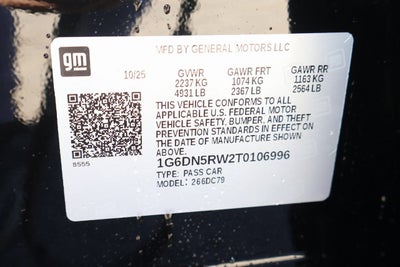 gm
MFD BY GENERAL MOTORS LLC
10/25 GVWR GAWR FRT GAWR RR
2237 KG 1074 KG 1163 KG
4931 LB 2367 LB 2564 LB
THIS VEHICLE CONFORMS TO ALL
APPLICABLE U.S. FEDERAL MOTOR
VEHICLE SAFETY, BUMPER, AND THEFT
PREVENTION STANDARDS IN EFFECT ON
THE DATE OF MANUFACTURE SHOWN
ABOVE.
1G6DN5RW2T0106996
TYPE: PASS CAR
MODEL: 266DC79
8555